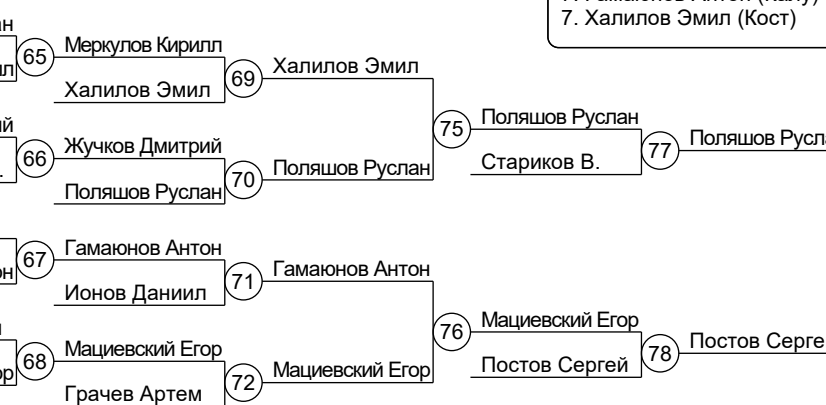 7. Халилов Эмил (Кост)
65
Меркулов Кирилл
Халилов Эмил
69
Халилов Эмил
66
Жучков Дмитрий
Поляшов Руслан
70
Поляшов Руслан
75
Поляшов Руслан
Стариков В.
77
67
Гамаюнов Антон
Ионов Даниил
71
Гамаюнов Антон
68
Мациевский Егор
Грачев Артем
72
Мациевский Егор
76
Мациевский Егор
Постов Сергей
78
Постов Серге